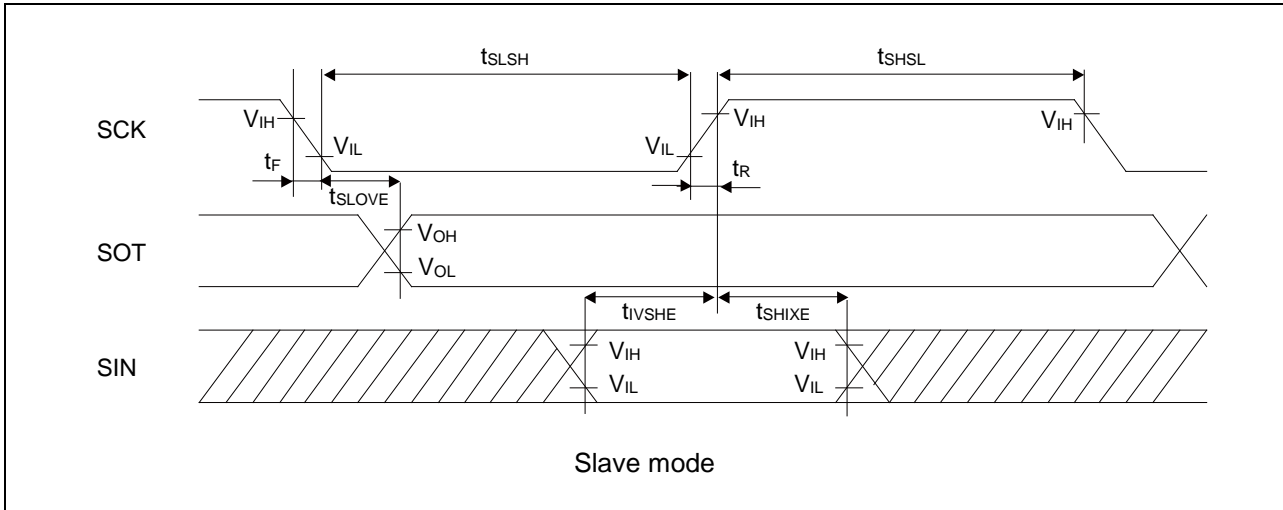 tSLSH
tSHSL
SCK
VIH
VIL
VIL
VIH
VIH
tF
tR
tSLOVE
SOT
VOH
VOL
tIVSHE
tSHIXE
SIN
VIH
VIH
VIL
VIL
Slave mode